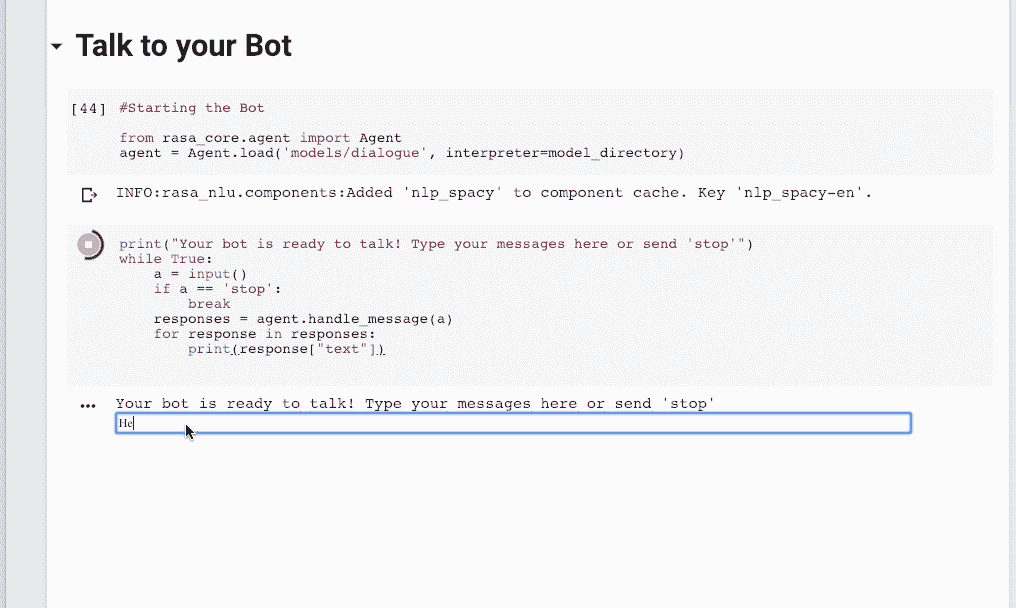 Talk to your Bot
[44] #Starting the Bot
from rasa_core.agent import Agent
agent = Agent.load('models/dialogue', interpreter=model_directory)
INFO:rasa_nlu.components:Added 'nlp_spacy' to component cache. Key 'nlp_spacy-en'.
print("Your bot is ready to talk! Type your messages here or send 'stop'")
while True:
    a = input()
    if a == 'stop':
        break
    responses = agent.handle_message(a)
    for response in responses:
        print(response["text"])
... Your bot is ready to talk! Type your messages here or send 'stop'
He